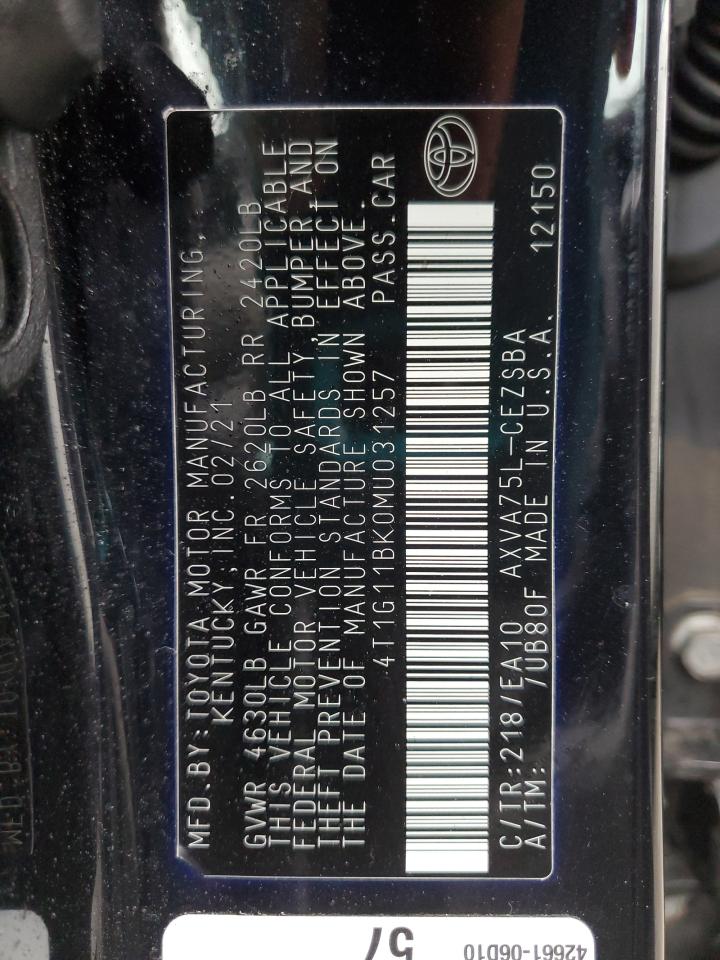 MFD.BY:TOYOTA MOTOR MANUFACTURING,
KENTUCKY,INC.02/21
GVWR 4630LB GAWR FR 2620LB RR 2420LB
THIS VEHICLE CONFORMS TO ALL APPLICABLE
FEDERAL MOTOR VEHICLE SAFETY,BUMPER,AND
THEFT PREVENTION STANDARDS IN EFFECT ON
THE DATE OF MANUFACTURE SHOWN ABOVE.
4T1G11BK0MU031257 PASS.CAR
C/TR:218/EA10 AXVA75L-CEZSBA
A/TM: /UB80F MADE IN U.S.A. 12150
42661-06D10
57